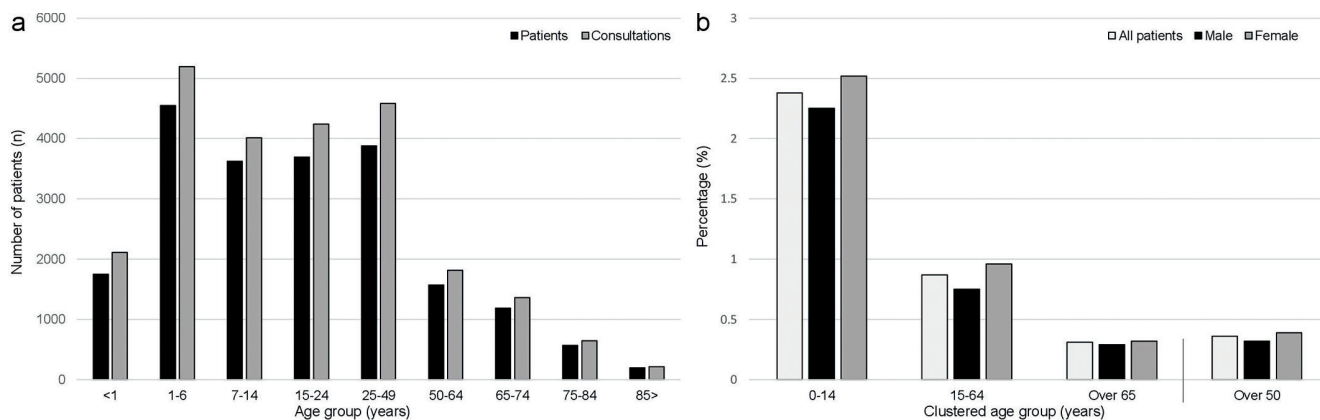 a
6000
5000
4000
3000
2000
1000
0
Number of patients (n)
Patients Consultations
<1 1-6 7-14 15-24 25-49 50-64 65-74 75-84 85>
Age group (years)
b
3
2.5
2
1.5
1
0.5
0
Percentage (%)
All patients Male Female
0-14 15-64 Over 65 Over 50
Clustered age group (years)